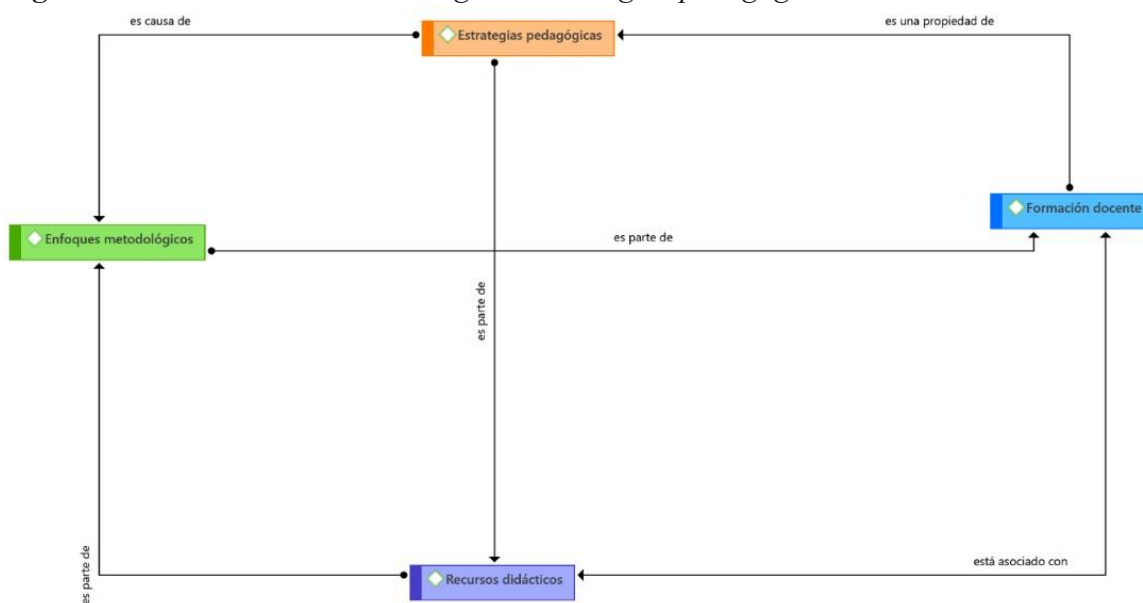 es causa de
Estrategias pedagógicas
es una propiedad de
Formación docente
Enfoques metodológicos
es parte de
es parte de
está asociado con
Recursos didácticos
es parte de